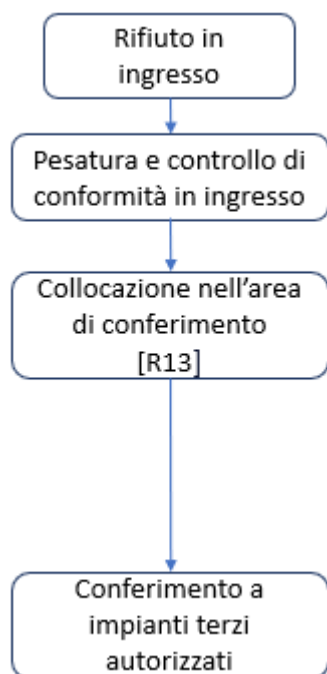 Rifiuto in
ingresso
Pesatura e controllo di
conformità in ingresso
Collocazione nell’area
di conferimento
[R13]
Conferimento a
impianti terzi
autorizzati